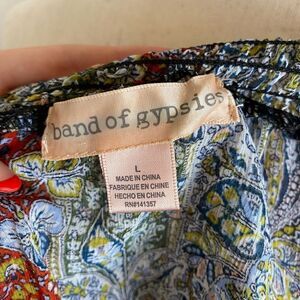 band of gypsies
L
MADE IN CHINA
FABRIQUE EN CHINE
HECHO EN CHINA
RN#141357